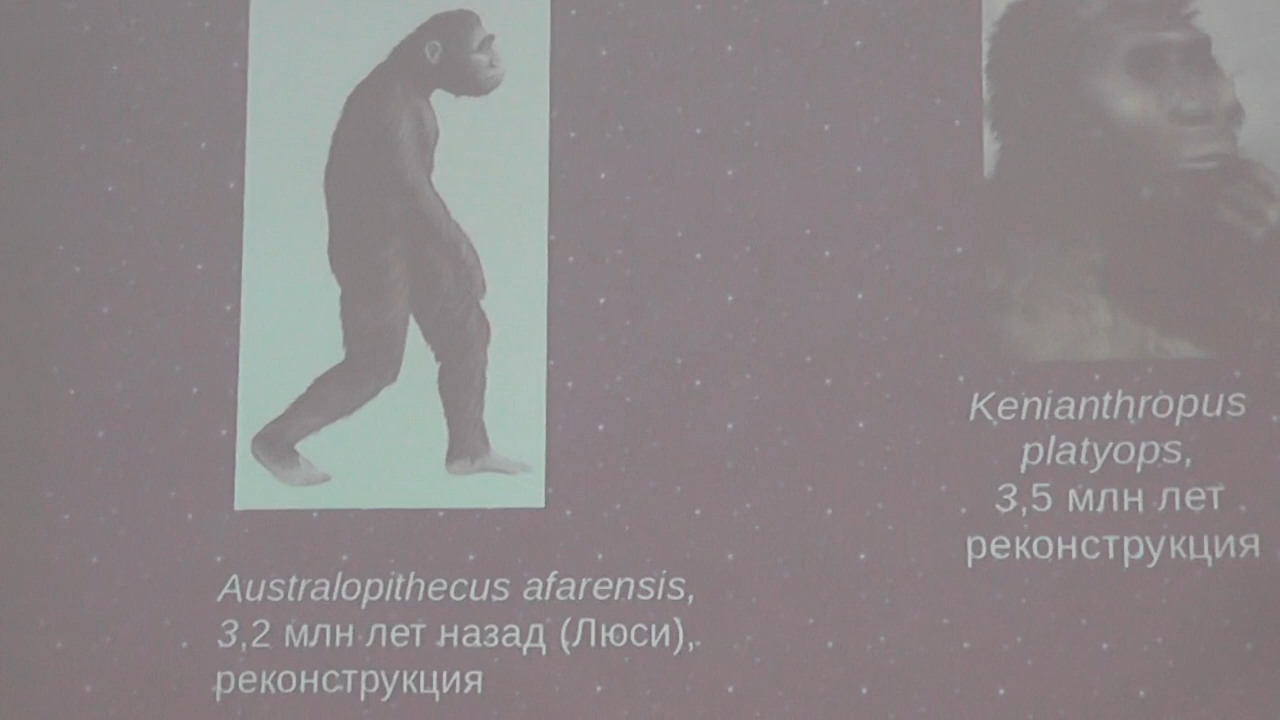 Australopithecus afarensis,
3,2 млн лет назад (Люси),
реконструкция
Kenianthropus
platyops,
3,5 млн лет
реконструкция